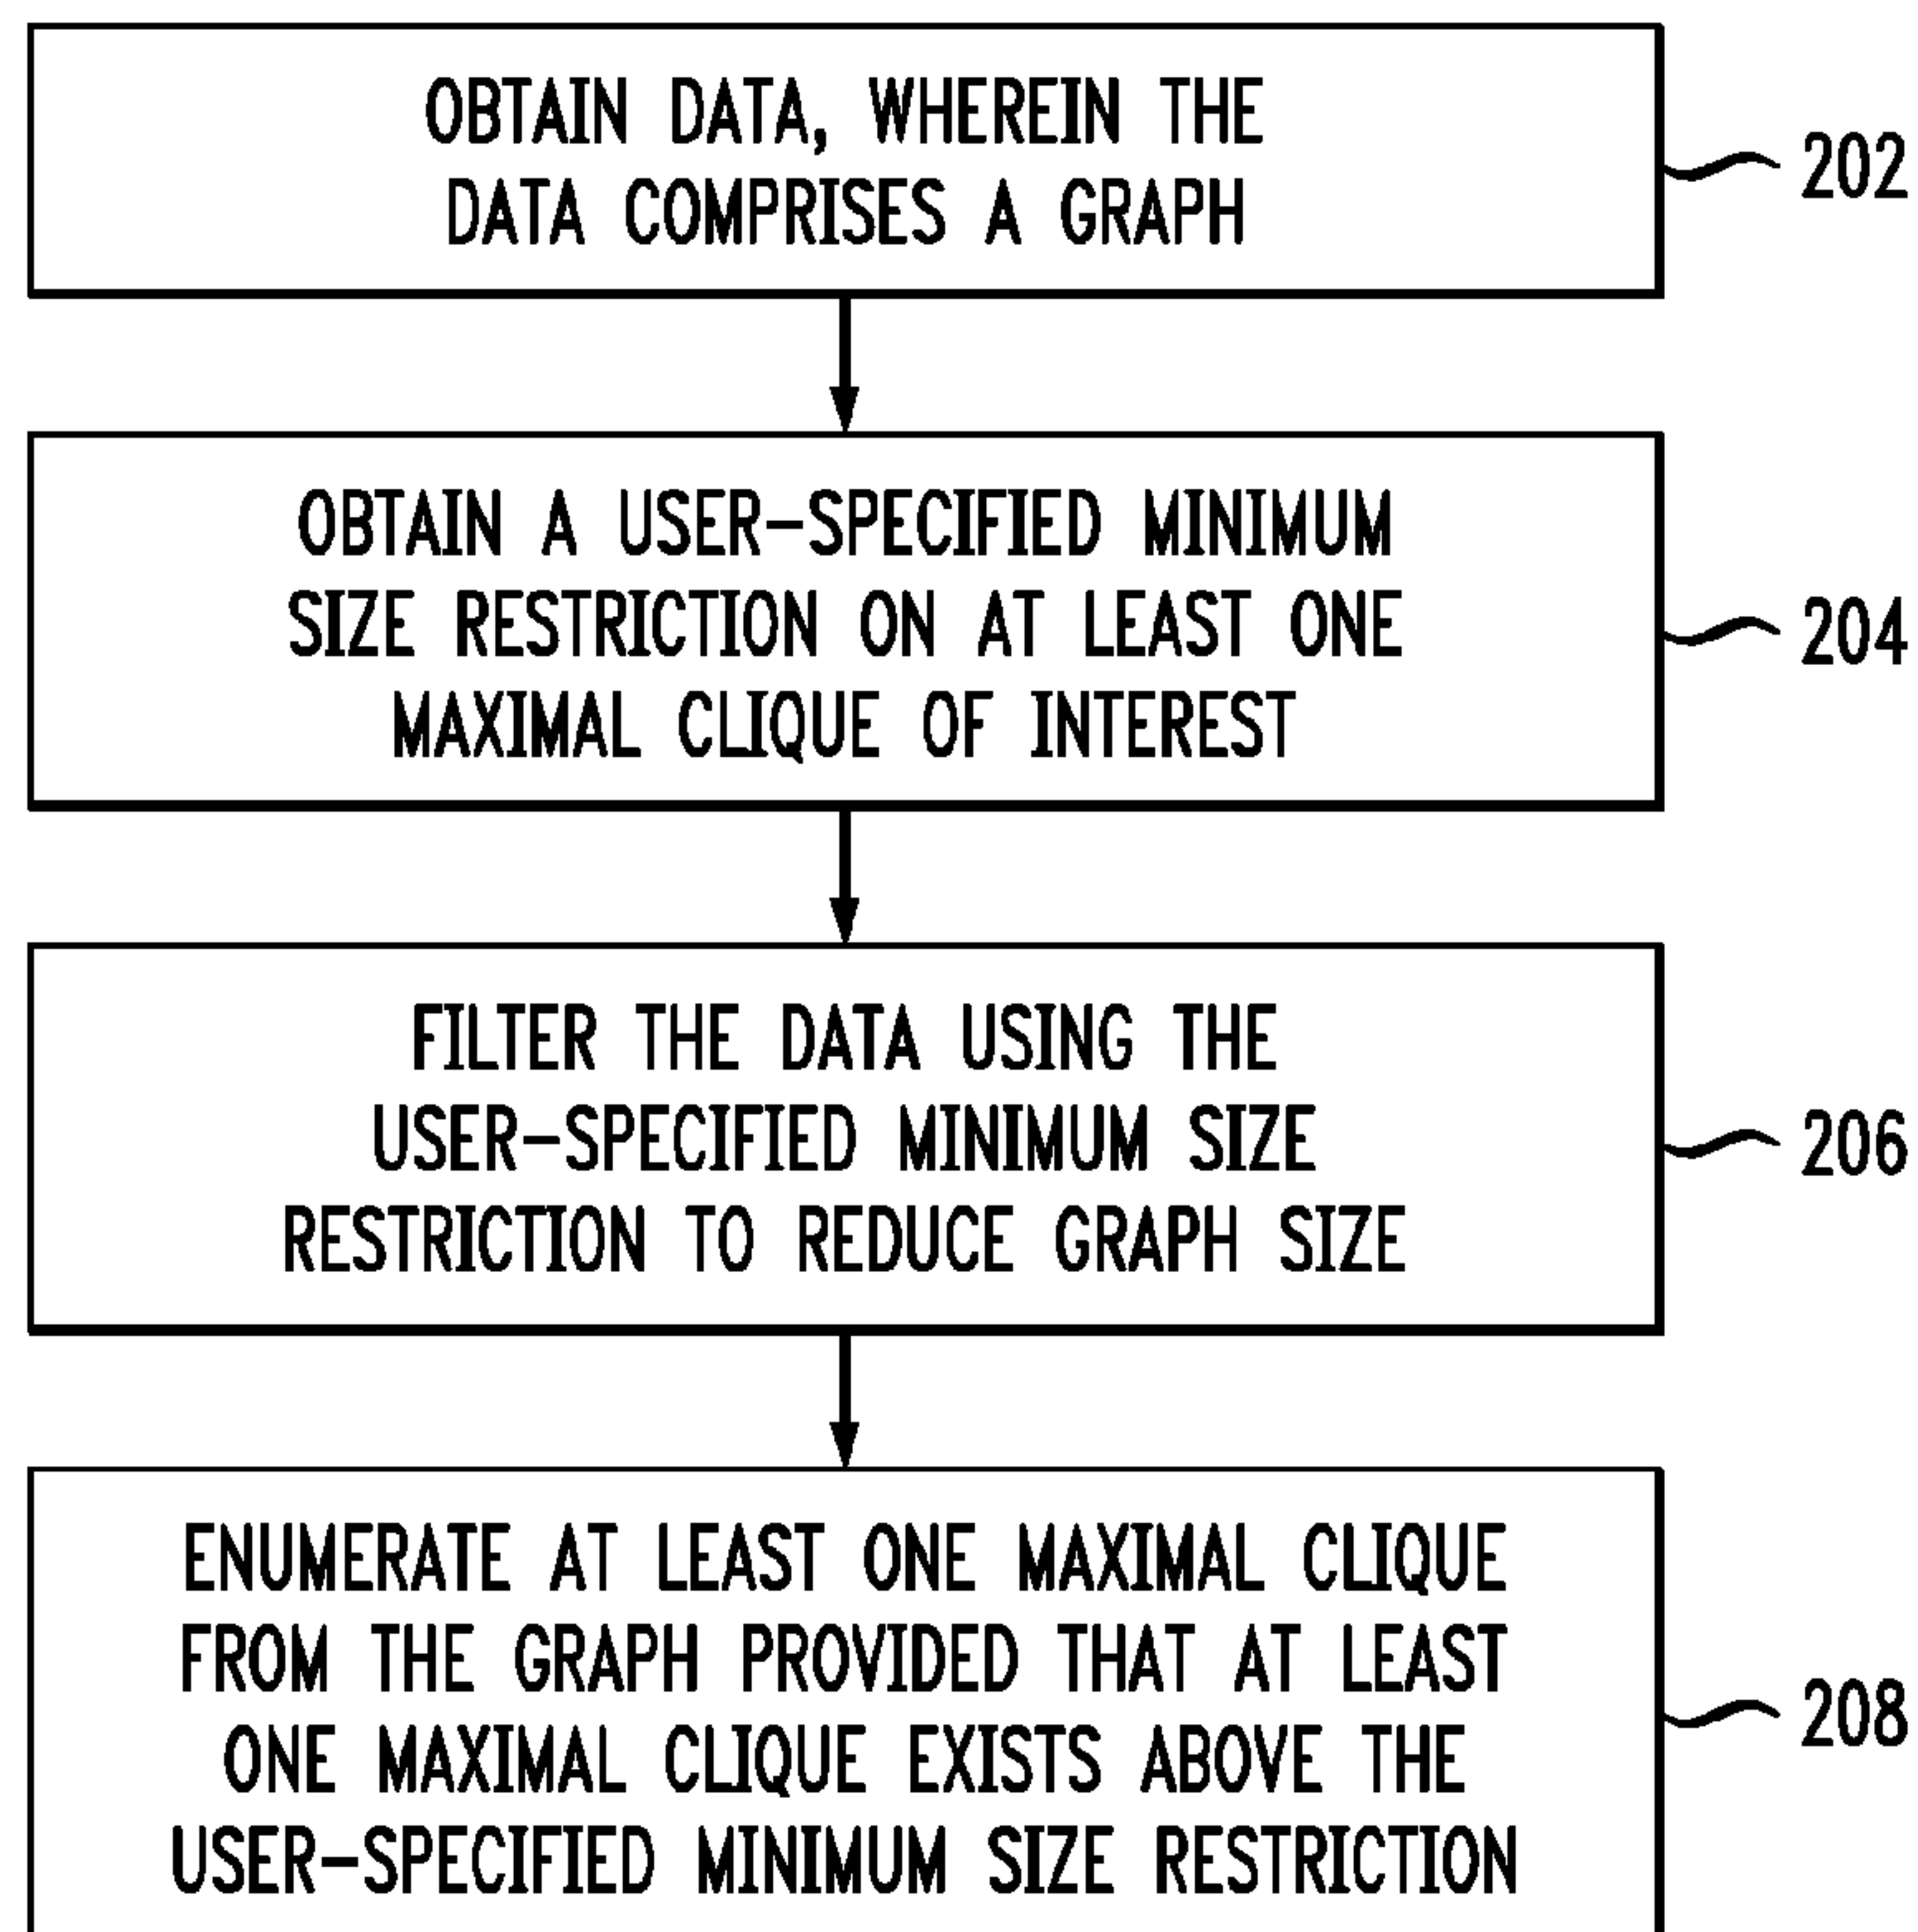 OBTAIN DATA, WHEREIN THE
DATA COMPRISES A GRAPH
202
OBTAIN A USER-SPECIFIED MINIMUM
SIZE RESTRICTION ON AT LEAST ONE
MAXIMAL CLIQUE OF INTEREST
204
FILTER THE DATA USING THE
USER-SPECIFIED MINIMUM SIZE
RESTRICTION TO REDUCE GRAPH SIZE
206
ENUMERATE AT LEAST ONE MAXIMAL CLIQUE
FROM THE GRAPH PROVIDED THAT AT LEAST
ONE MAXIMAL CLIQUE EXISTS ABOVE THE
USER-SPECIFIED MINIMUM SIZE RESTRICTION
208